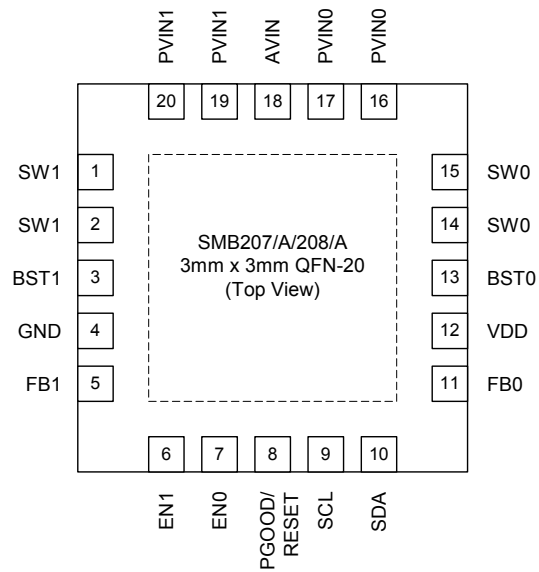 PVIN1
PVIN1
AVIN
PVIN0
PVIN0
20
19
18
17
16
SW1
1
15
SW0
SW1
2
14
SW0
BST1
3
13
BST0
GND
4
12
VDD
FB1
5
11
FB0
SMB207/A/208/A
3mm x 3mm QFN-20
(Top View)
6
7
8
9
10
EN1
EN0
PGOOD/
RESET
SCL
SDA